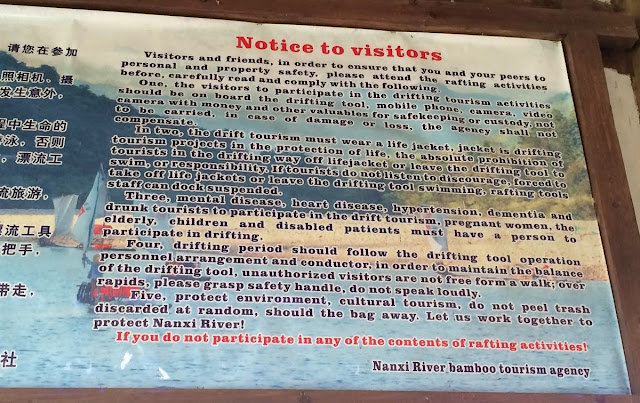 请您在参加
照相机、摄
发生意外,
程中生命的
泳,否则
漂流工
流旅游,
漂流工具
把手,
带走,
社
Notice to visitors
Visitors and friends, in order to ensure that you and your peers to
personal and property safety, please attend the rafting activities
before, carefully read and comply with the following.
One, the visitors to participate in the drifting tourism activities
should be on board the drifting tool, mobile phone, camera, video
camera with money and other valuables for safekeeping or custody, not
to be carried, in case of damage or loss, the agency shall not
compensate.
In two, the drift tourism must wear a life jacket, jacket is rafting
tourism projects in the protection of life, the absolute prohibition of
tourists in the drifting way off lifejacket, or leave the drifting tool to
swim, or responsibility. If tourists do not listen to discourage, forced to
take off life jackets or leave the drifting tool swimming, rafting tools
staff can dock suspended.
Three, mental disease, heart disease, hypertension, dementia and
drunk tourists to participate in the drift tourism, pregnant women, the
elderly, children and disabled patients must have a person to
participate in drifting.
Four, drifting period should follow the drifting tool operation
personnel arrangement and conductor, in order to maintain the balance
of the drifting tool, unauthorized visitors are not free form a walk; over
rapids, please grasp safety handle, do not speak loudly.
Five, protect environment, cultural tourism, do not peel trash
discarded at random, should the bag away. Let us work together to
protect Nanxi River!
If you do not participate in any of the contents of rafting activities!
Nanxi River bamboo tourism agency